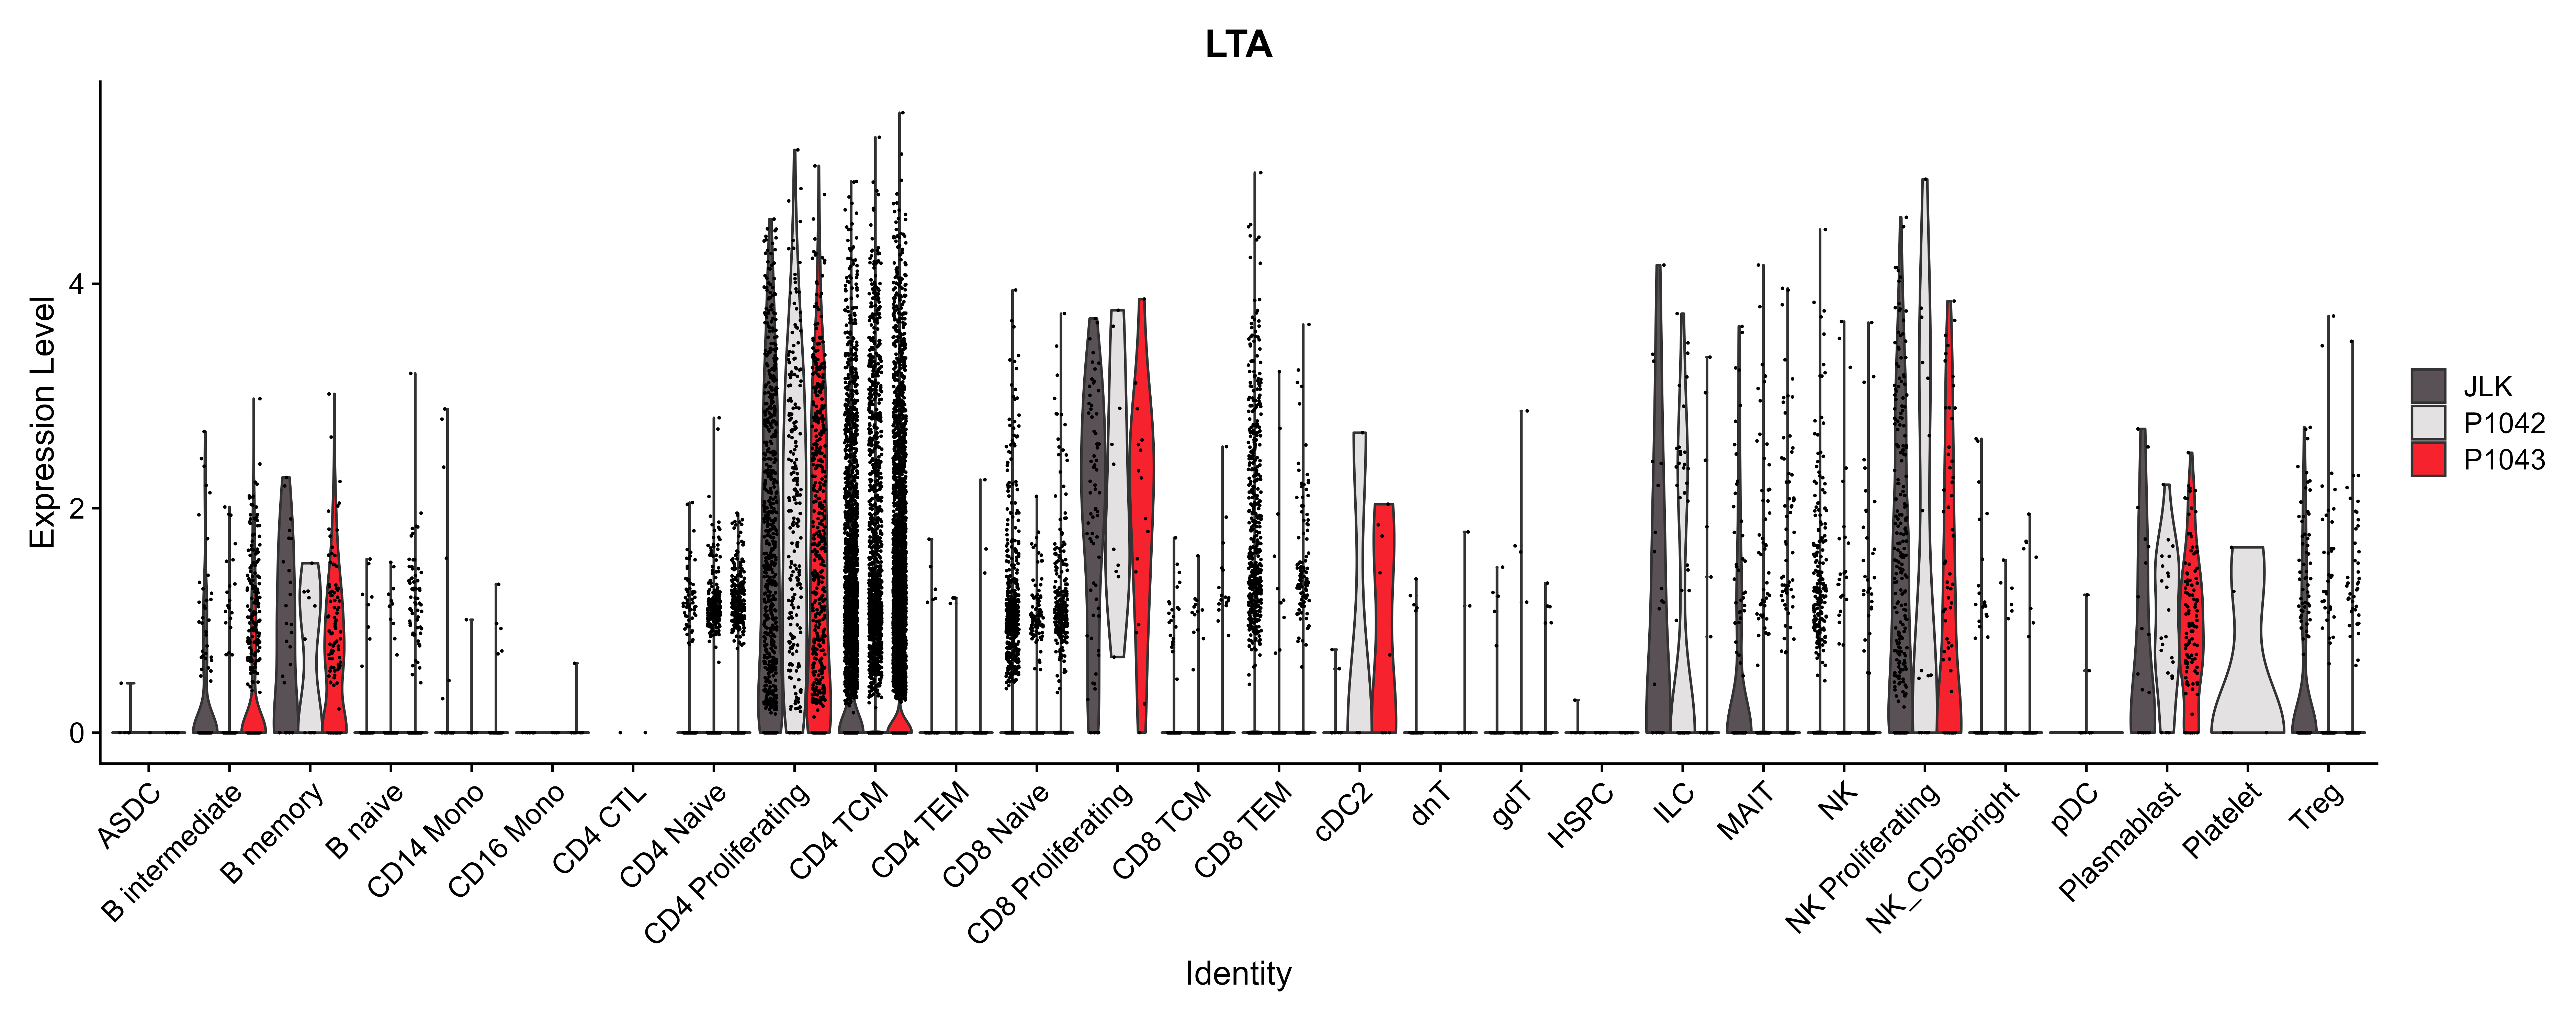 LTA
Expression Level
4
2
0
JLK
P1042
P1043
ASDC
B intermediate
B memory
B naive
CD14 Mono
CD16 Mono
CD4 CTL
CD4 Naive
CD4 Proliferating
CD4 TCM
CD4 TEM
CD8 Naive
CD8 Proliferating
CD8 TCM
CD8 TEM
cDC2
dnT
gdT
HSPC
ILC
MAIT
NK
NK Proliferating
NK_CD56bright
pDC
Plasmablast
Platelet
Treg
Identity